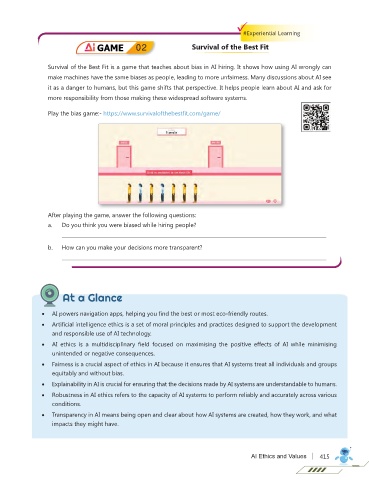 #Experiential Learning
Ai GAME 02 Survival of the Best Fit
Survival of the Best Fit is a game that teaches about bias in AI hiring. It shows how using AI wrongly can
make machines have the same biases as people, leading to more unfairness. Many discussions about AI see
it as a danger to humans, but this game shifts that perspective. It helps people learn about AI and ask for
more responsibility from those making these widespread software systems.
Play the bias game:- https://www.survivalofthebestfit.com/game/
After playing the game, answer the following questions:
a. Do you think you were biased while hiring people?
b. How can you make your decisions more transparent?
At a Glance
• AI powers navigation apps, helping you find the best or most eco-friendly routes.
• Artificial intelligence ethics is a set of moral principles and practices designed to support the development
and responsible use of AI technology.
• AI ethics is a multidisciplinary field focused on maximising the positive effects of AI while minimising
unintended or negative consequences.
• Fairness is a crucial aspect of ethics in AI because it ensures that AI systems treat all individuals and groups
equitably and without bias.
• Explainability in AI is crucial for ensuring that the decisions made by AI systems are understandable to humans.
• Robustness in AI ethics refers to the capacity of AI systems to perform reliably and accurately across various
conditions.
• Transparency in AI means being open and clear about how AI systems are created, how they work, and what
impacts they might have.
AI Ethics and Values | 415